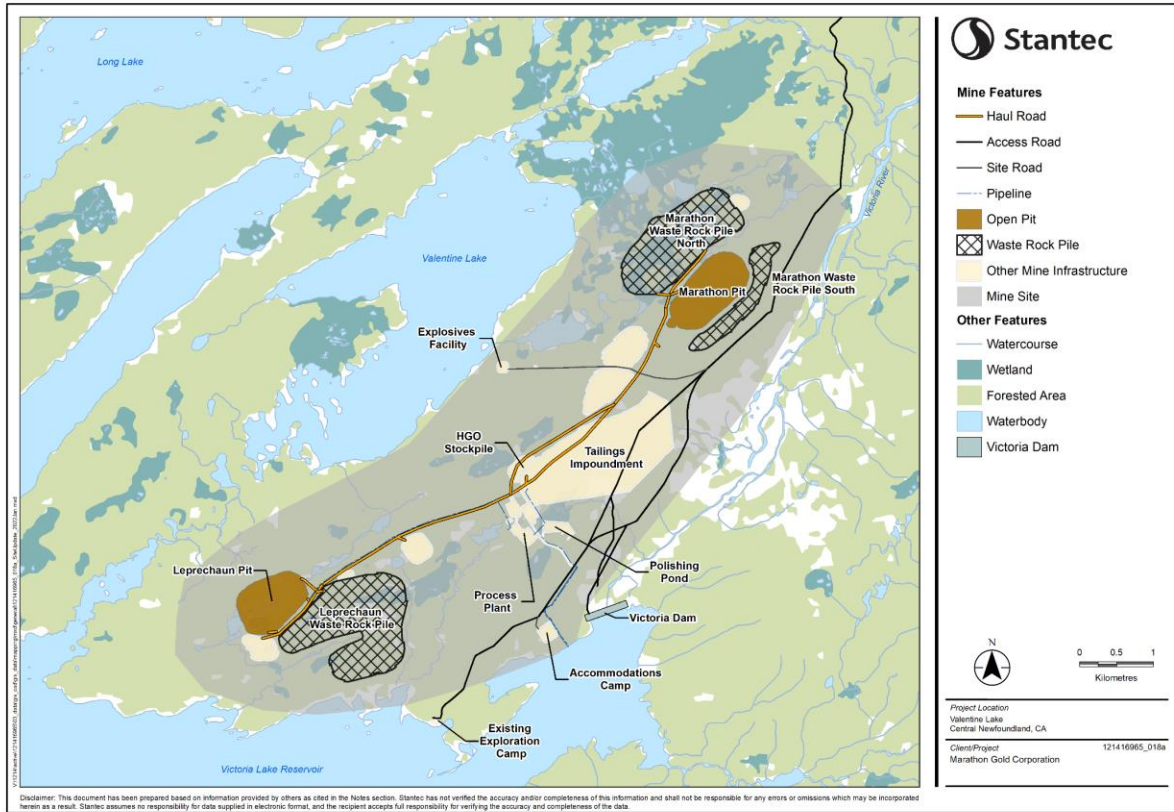 Long Lake
Victoria River
Marathon
Waste Rock Pile
North
Valentine Lake
Marathon Waste
Rock Pile South
Marathon Pit
Explosives
Facility
HGO
Stockpile
Tailings
Impoundment
Leprechaun Pit
Polishing
Pond
Process
Plant
Leprechaun
Waste Rock Pile
Victoria Dam
Accommodations
Camp
Existing
Exploration
Camp
Victoria Lake Reservoir
Stantec
Mine Features
Haul Road
Access Road
Site Road
Pipeline
Open Pit
Waste Rock Pile
Other Mine Infrastructure
Mine Site
Other Features
Watercourse
Wetland
Forested Area
Waterbody
Victoria Dam
N
0 0.5 1
Kilometres
Project Location
Valentine Lake
Central Newfoundland, CA
Client/Project 121416965_018a
Marathon Gold Corporation
Disclaimer: This document has been prepared based on information provided by others as cited in the Notes section. Stantec has not verified the accuracy and/or completeness of this information and shall not be responsible for any errors or omissions which may be incorporated
herein as a result. Stantec assumes no responsibility for data supplied in electronic format, and the recipient accepts full responsibility for verifying the accuracy and completeness of the data.